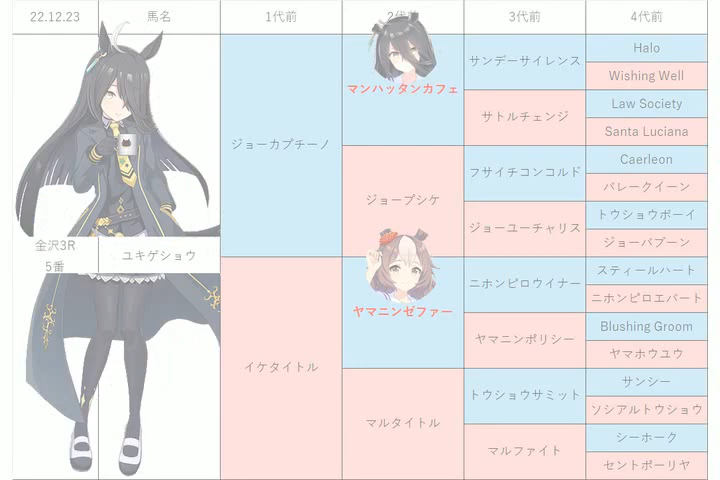 22.12.23 馬名 1代前 2代前 3代前 4代前
金沢3R
5番
ユキゲショウ
ジョーカプチーノ
イケタイトル
マンハッタンカフェ
ジョープシケ
ヤマニンゼファー
マルタイトル
サンデーサイレンス
サトルチェンジ
フサイチコンコルド
ジョーユーチャリス
ニホンピロウイナー
ヤマニンポリシー
トウショウサミット
マルファイト
Halo
Wishing Well
Law Society
Santa Luciana
Caerleon
バレークイーン
トウショウボーイ
ジョーバブーン
スティールハート
ニホンピロエバート
Blushing Groom
ヤマホウユウ
サンシー
ソシアルトウショウ
シーホーク
セントポーリヤ